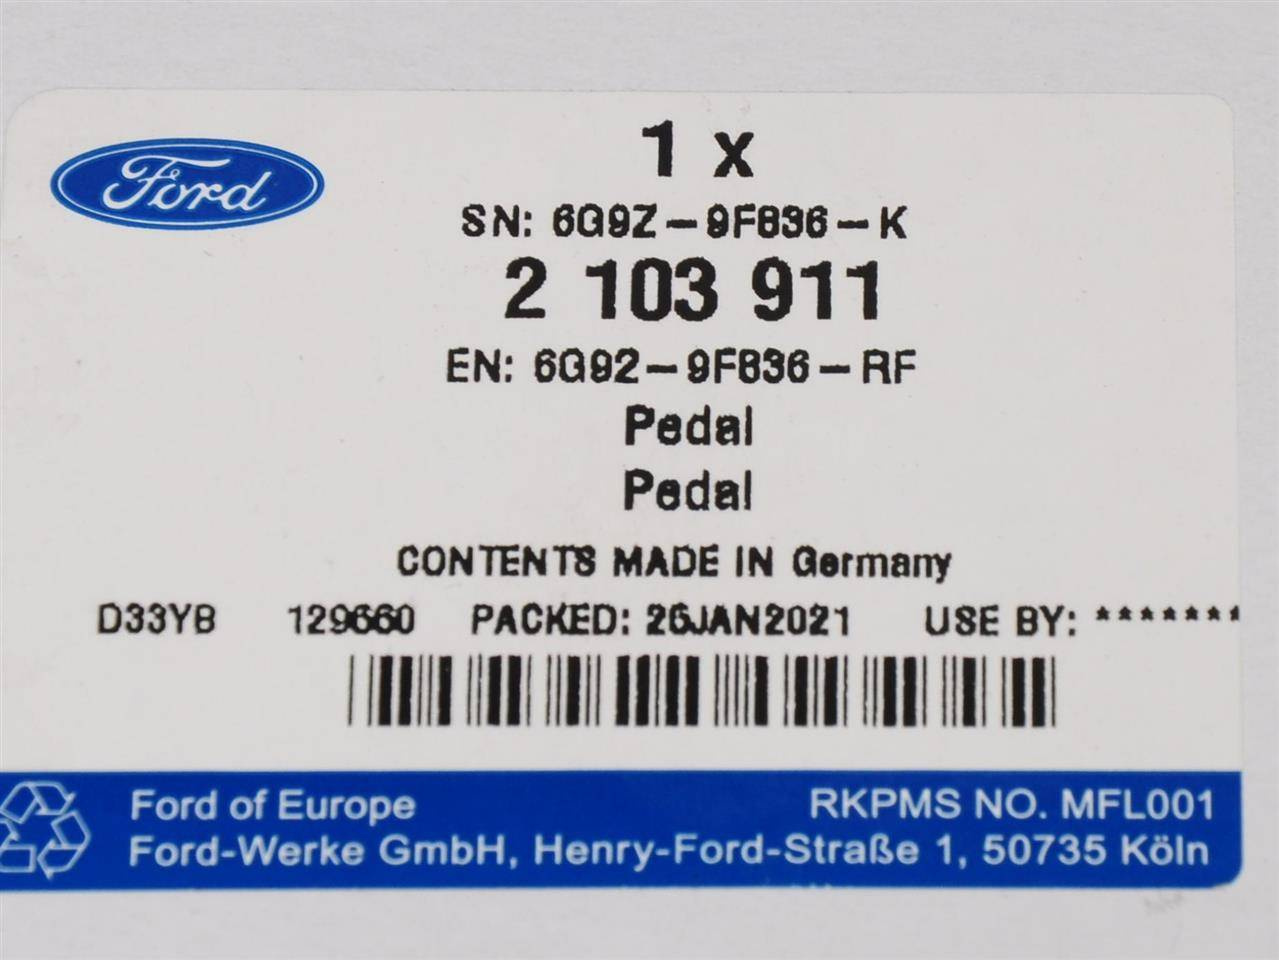 Ford
1 x
SN: 6G9Z-9F836-K
2 103 911
EN: 6G92-9F836-RF
Pedal
Pedal
CONTENTS MADE IN Germany
D33YB 129660 PACKED: 26JAN2021 USE BY: *******
Ford of Europe RKPMS NO. MFL001
Ford-Werke GmbH, Henry-Ford-Straße 1, 50735 Köln